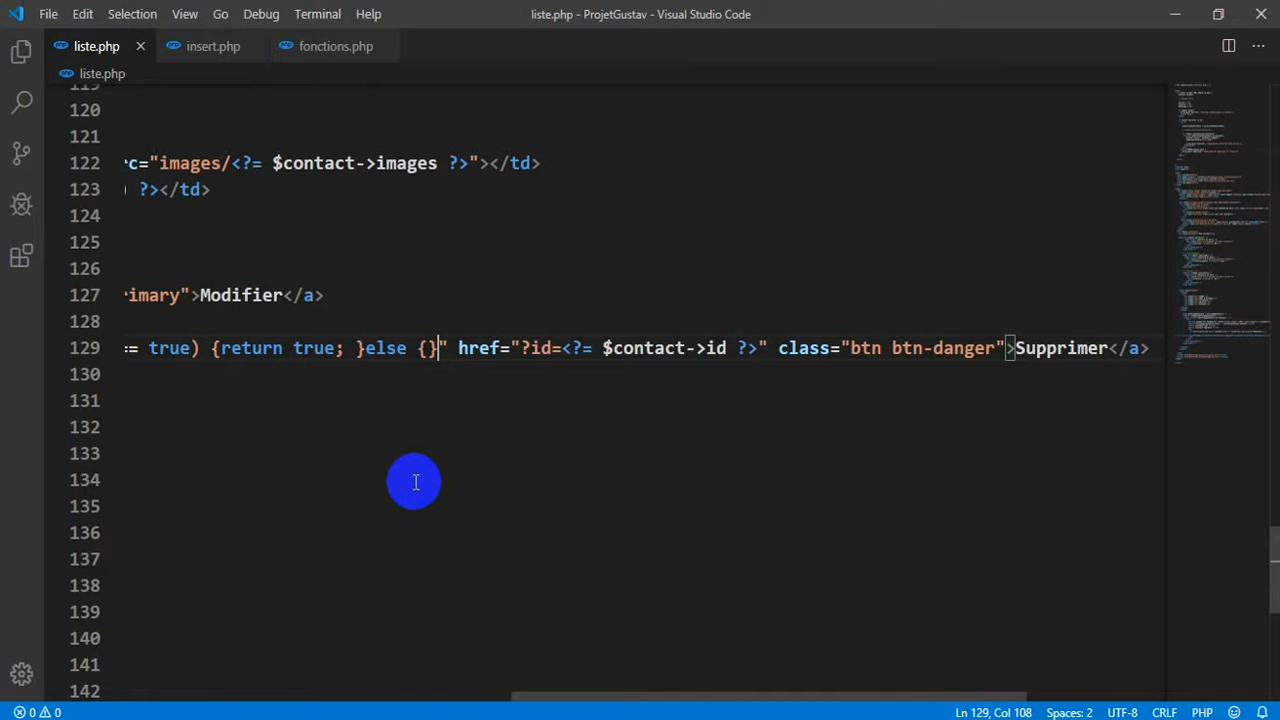 File Edit Selection View Go Debug Terminal Help
liste.php - ProjetGustav - Visual Studio Code
liste.php insert.php fonctions.php
liste.php
119
120
121
122 rc="images/<?= $contact->images ?>"></td>
123 ) ?></td>
124
125
126
127 rimary">Modifier</a>
128
129 == true) {return true; }else {}" href="?id=<?= $contact->id ?>" class="btn btn-danger">Supprimer</a>
130
131
132
133
134
135
136
137
138
139
140
141
142
0 0 Ln 129, Col 108 Spaces: 2 UTF-8 CRLF PHP